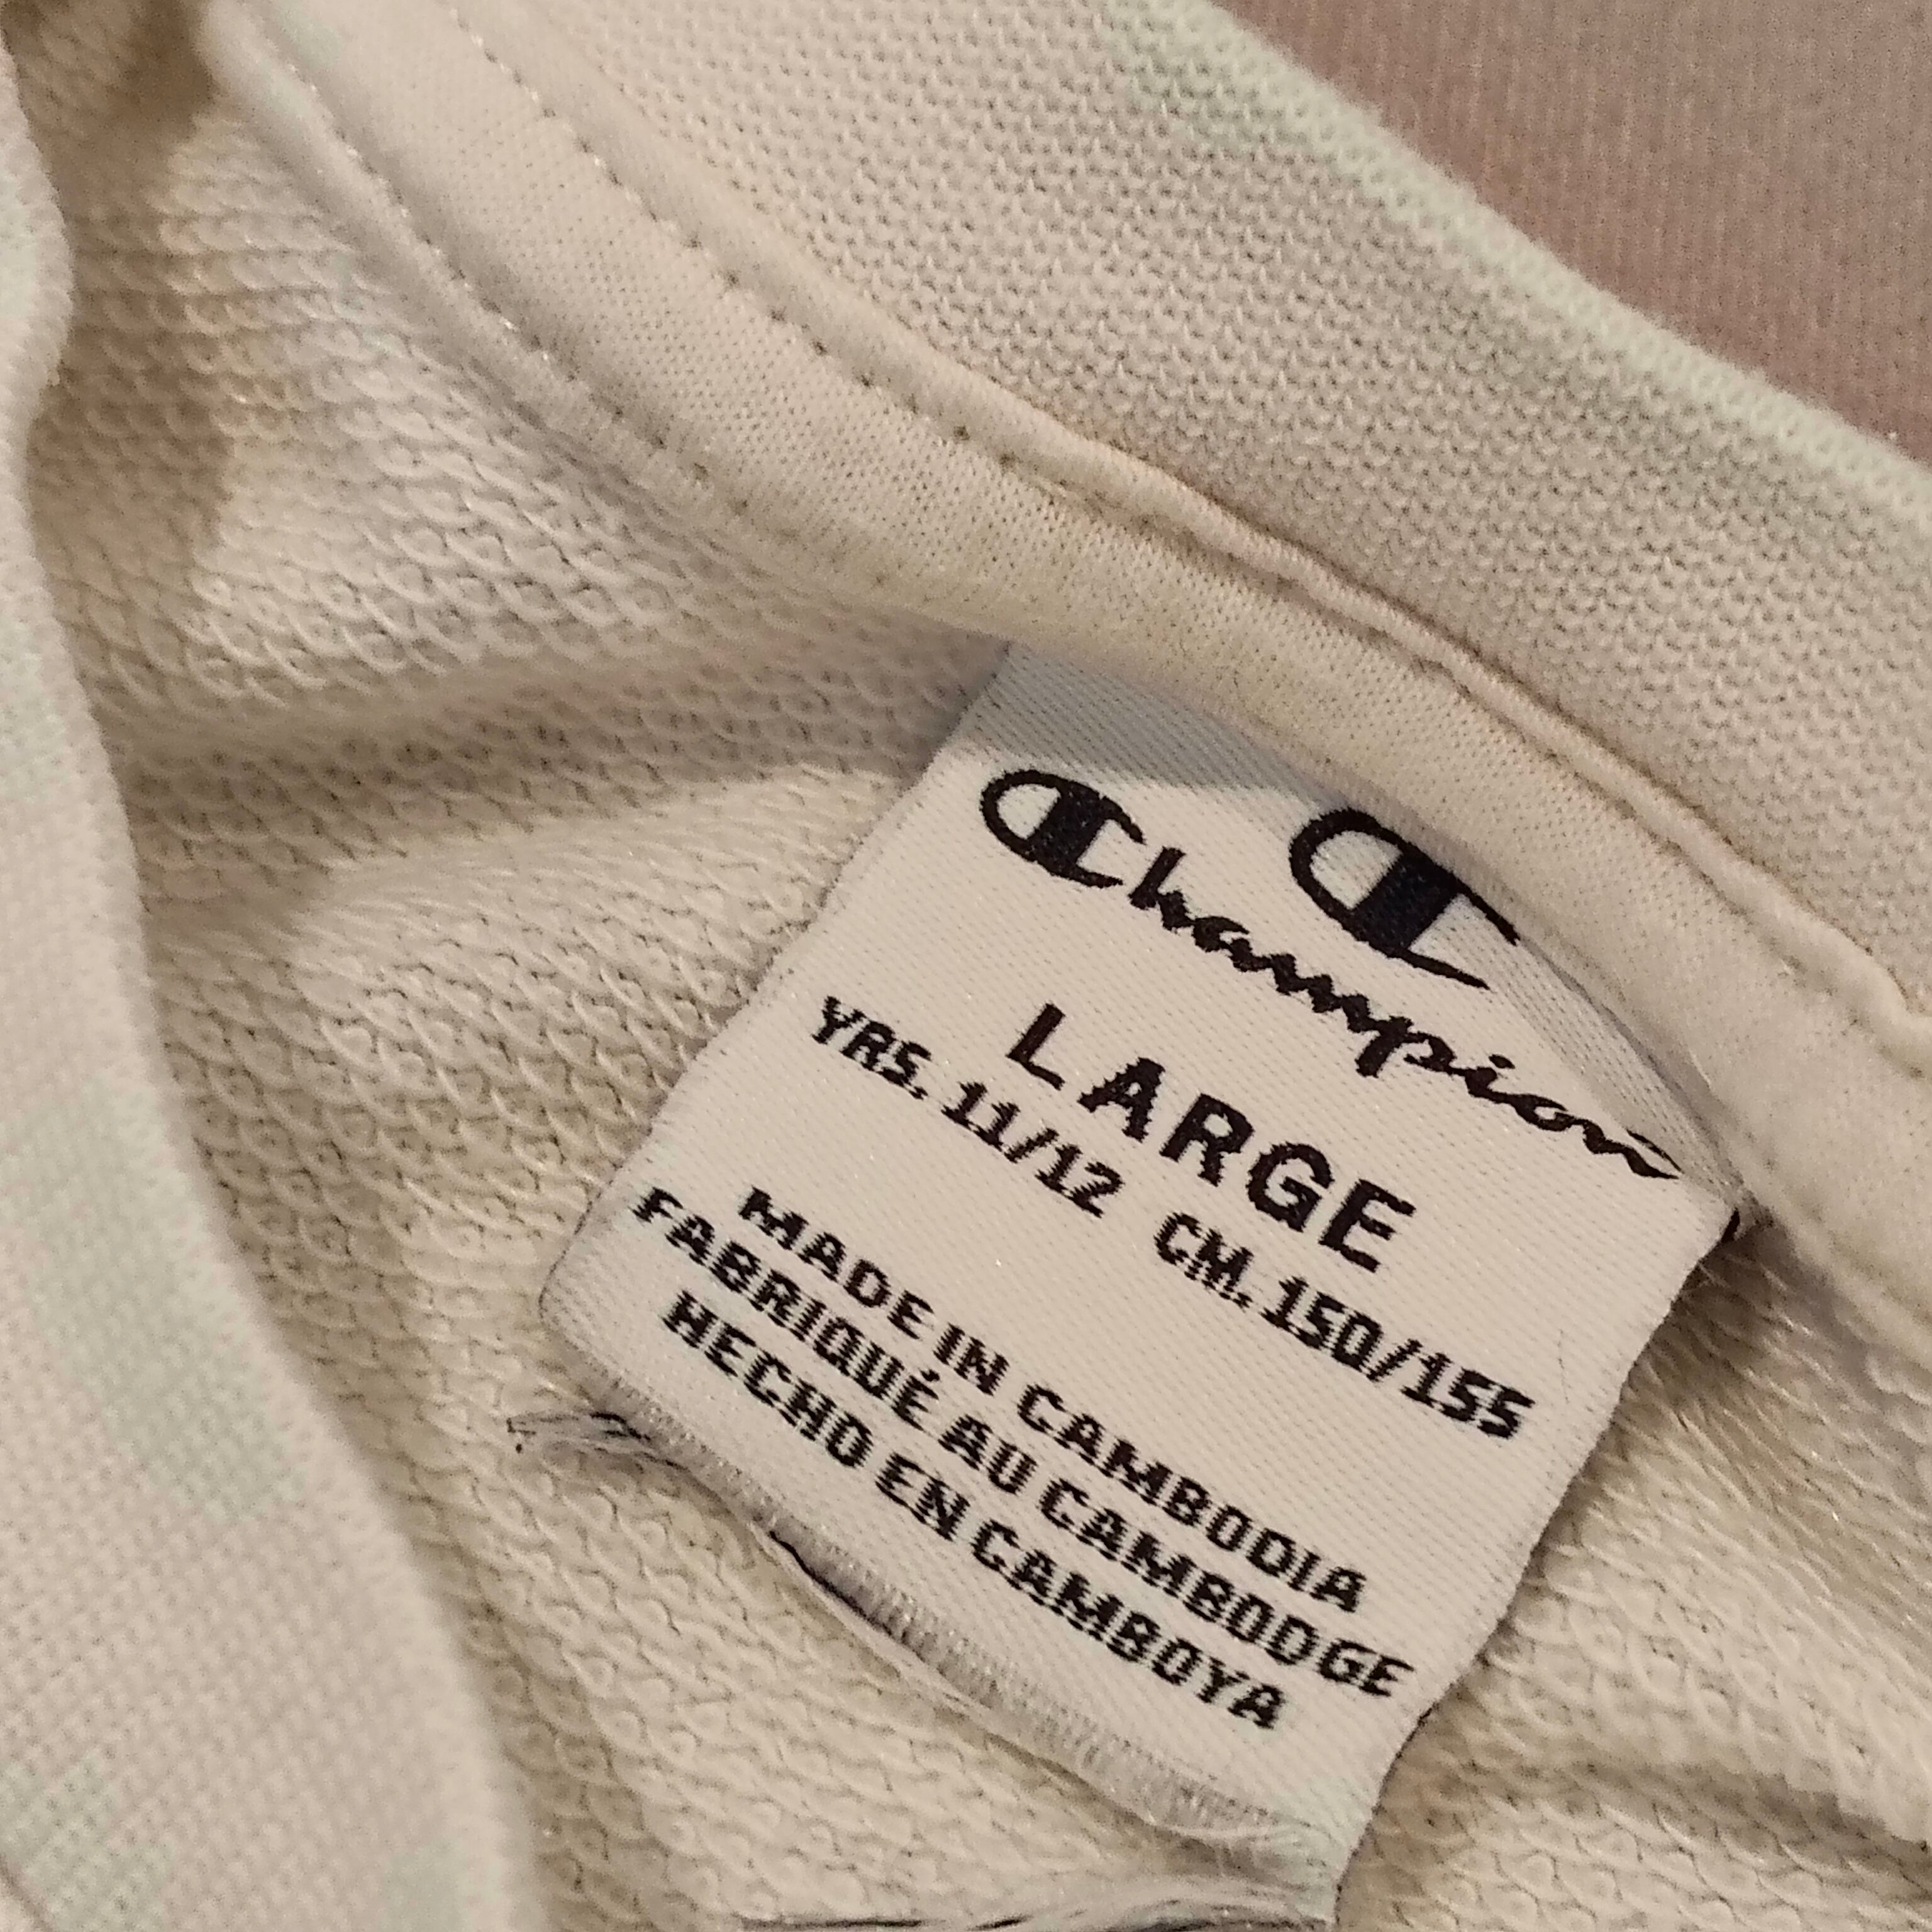 C
Champion
LARGE
YRS. 11/12 CM. 150/155
MADE IN CAMBODIA
FABRIQUÉ AU CAMBODGE
HECHO EN CAMBOYA